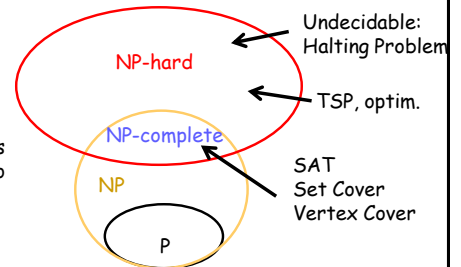 Undecidable:
Halting Problem
NP-hard
TSP, optim.
NP-complete
SAT
Set Cover
Vertex Cover
NP
P